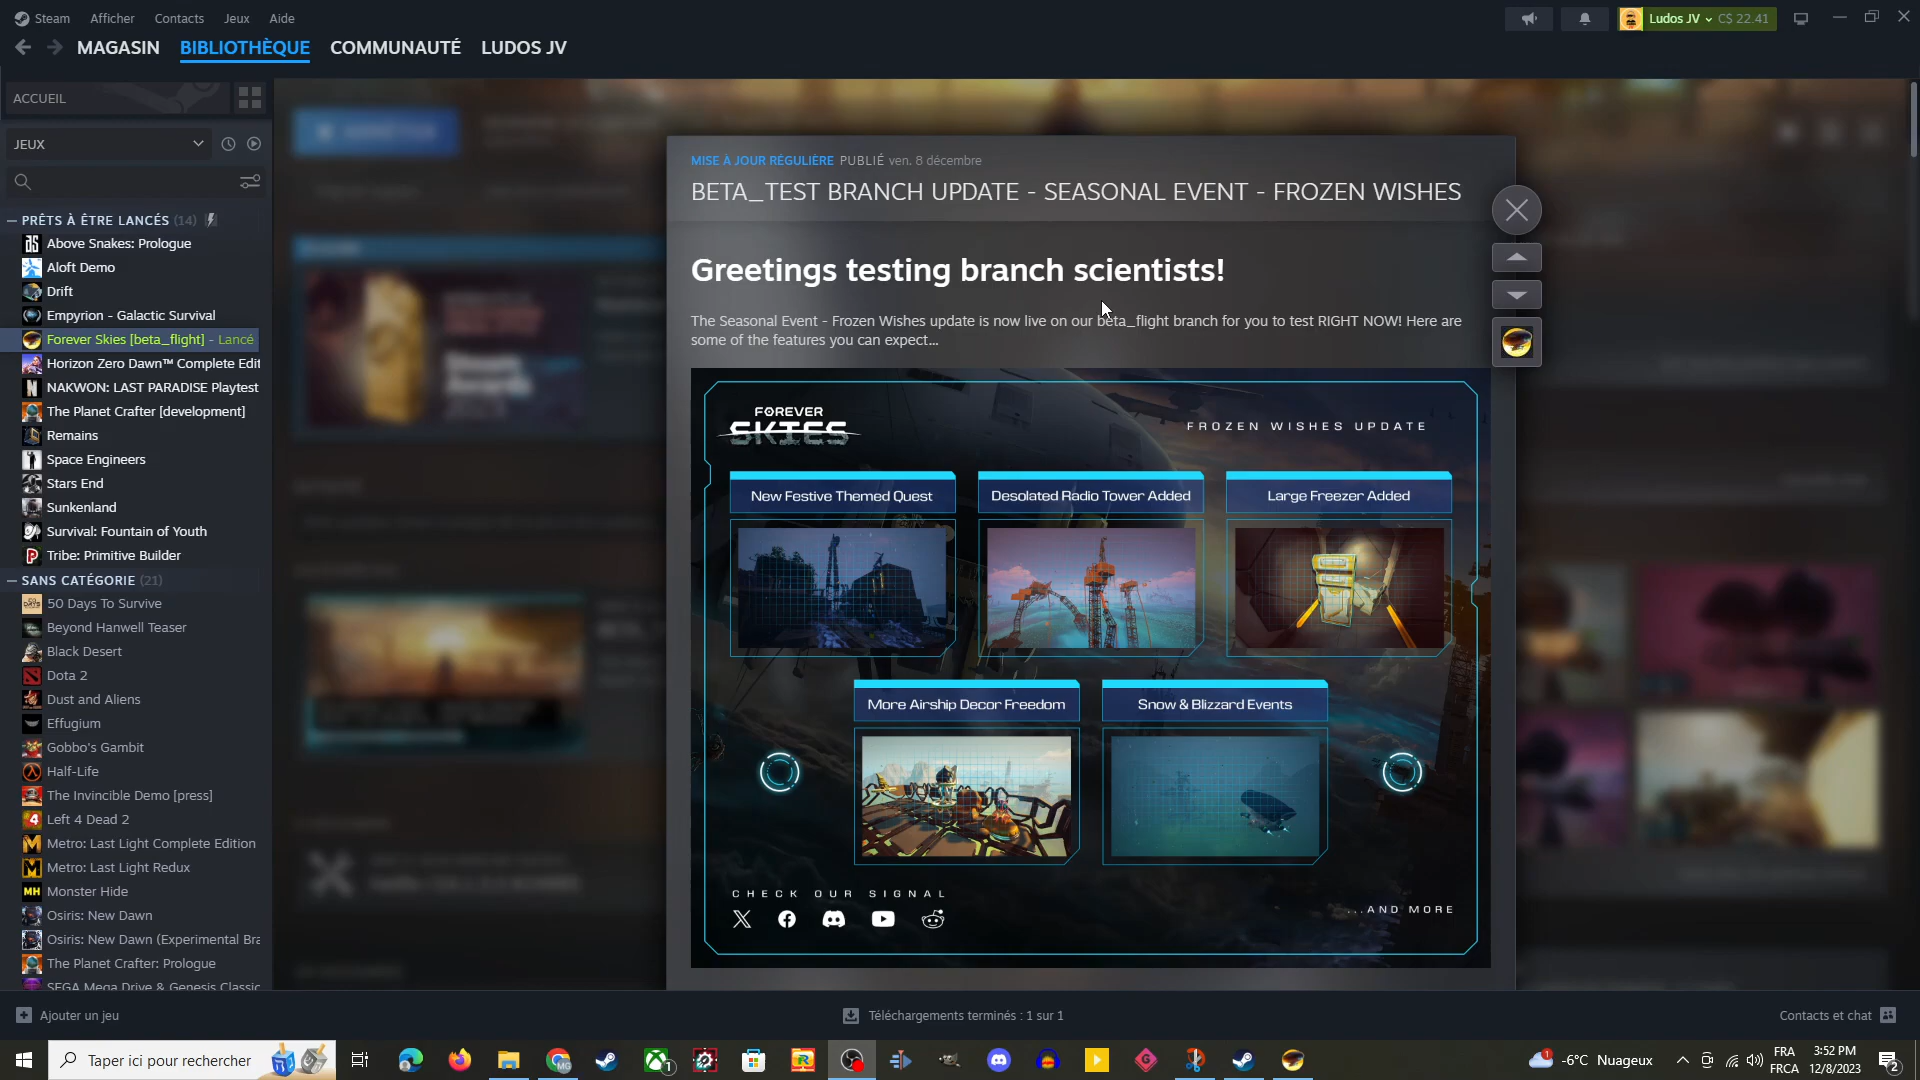 Steam Afficher Contacts Jeux Aide
Ludos JV C$ 22.41
MAGASIN BIBLIOTHÈQUE COMMUNAUTÉ LUDOS JV
ACCUEIL
JEUX
PRÊTS À ÊTRE LANCÉS (14)
Above Snakes: Prologue
Aloft Demo
Drift
Empyrion - Galactic Survival
Forever Skies [beta_flight] - Lancé
Horizon Zero Dawn™ Complete Edit
NAKWON: LAST PARADISE Playtest
The Planet Crafter [development]
Remains
Space Engineers
Stars End
Sunkenland
Survival: Fountain of Youth
Tribe: Primitive Builder
SANS CATÉGORIE (21)
50 Days To Survive
Beyond Hanwell Teaser
Black Desert
Dota 2
Dust and Aliens
Effugium
Gobbo's Gambit
Half-Life
The Invincible Demo [press]
Left 4 Dead 2
Metro: Last Light Complete Edition
Metro: Last Light Redux
Monster Hide
Osiris: New Dawn
Osiris: New Dawn (Experimental Bra
The Planet Crafter: Prologue
SEGA Mega Drive & Genesis Classic
MISE À JOUR RÉGULIÈRE PUBLIÉ ven. 8 décembre
BETA_TEST BRANCH UPDATE - SEASONAL EVENT - FROZEN WISHES
Greetings testing branch scientists!
The Seasonal Event - Frozen Wishes update is now live on our beta_flight branch for you to test RIGHT NOW! Here are
some of the features you can expect...
FOREVER
SKIES
FROZEN WISHES UPDATE
New Festive Themed Quest
Desolated Radio Tower Added
Large Freezer Added
More Airship Decor Freedom
Snow & Blizzard Events
CHECK OUR SIGNAL
...AND MORE
Ajouter un jeu
Téléchargements terminés : 1 sur 1
Contacts et chat
Taper ici pour rechercher
-6°C Nuageux
FRA
FRCA
3:52 PM
12/8/2023